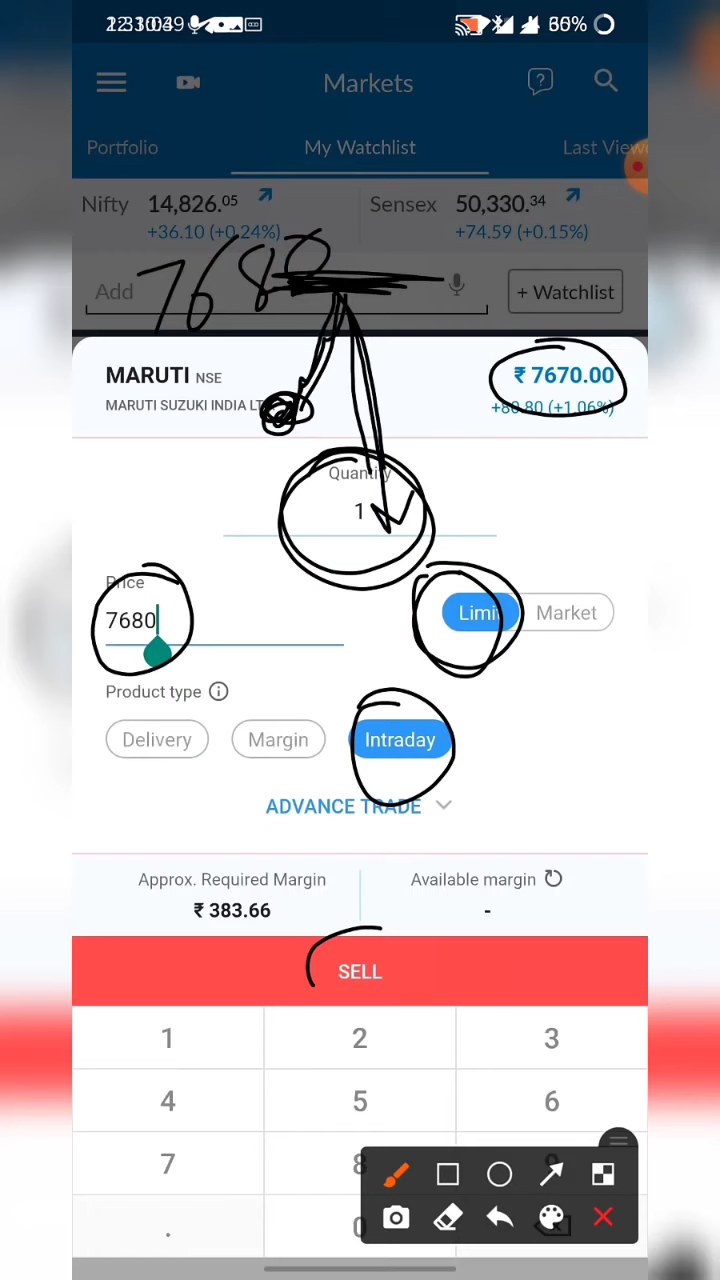 Markets
Portfolio
My Watchlist
Last View
Nifty 14,826.05
+36.10 (+0.24%)
Sensex 50,330.34
+74.59 (+0.15%)
Add
+ Watchlist
7680
MARUTI NSE
₹ 7670.00
MARUTI SUZUKI INDIA LT
+80.80 (+1.06%)
Quantity
1
Price
7680
Limit
Market
Product type
Delivery
Margin
Intraday
ADVANCE TRADE
Approx. Required Margin
₹ 383.66
Available margin
-
SELL
1 2 3
4 5 6
7 8 9
. 0